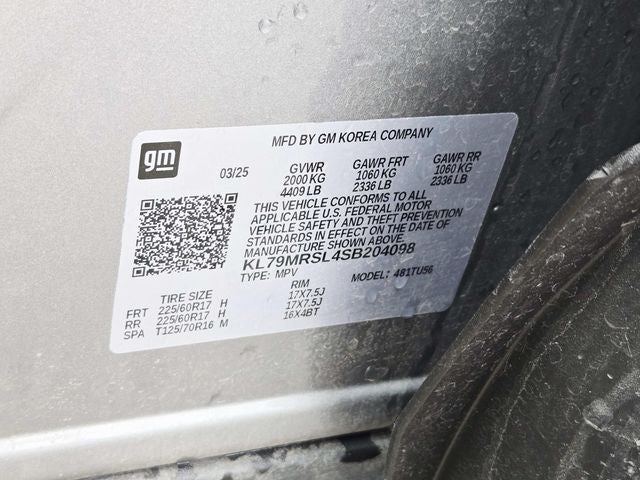 MFD BY GM KOREA COMPANY
gm
03/25 GVWR GAWR FRT GAWR RR
2000 KG 1060 KG 1060 KG
4409 LB 2336 LB 2336 LB
THIS VEHICLE CONFORMS TO ALL
APPLICABLE U.S. FEDERAL MOTOR
VEHICLE SAFETY AND THEFT PREVENTION
STANDARDS IN EFFECT ON THE DATE OF
MANUFACTURE SHOWN ABOVE.
KL79MRSL4SB204098
TYPE: MPV MODEL: 481TU56
TIRE SIZE RIM
FRT 225/60R17 H 17X7.5J
RR 225/60R17 H 17X7.5J
SPA T125/70R16 M 16X4BT